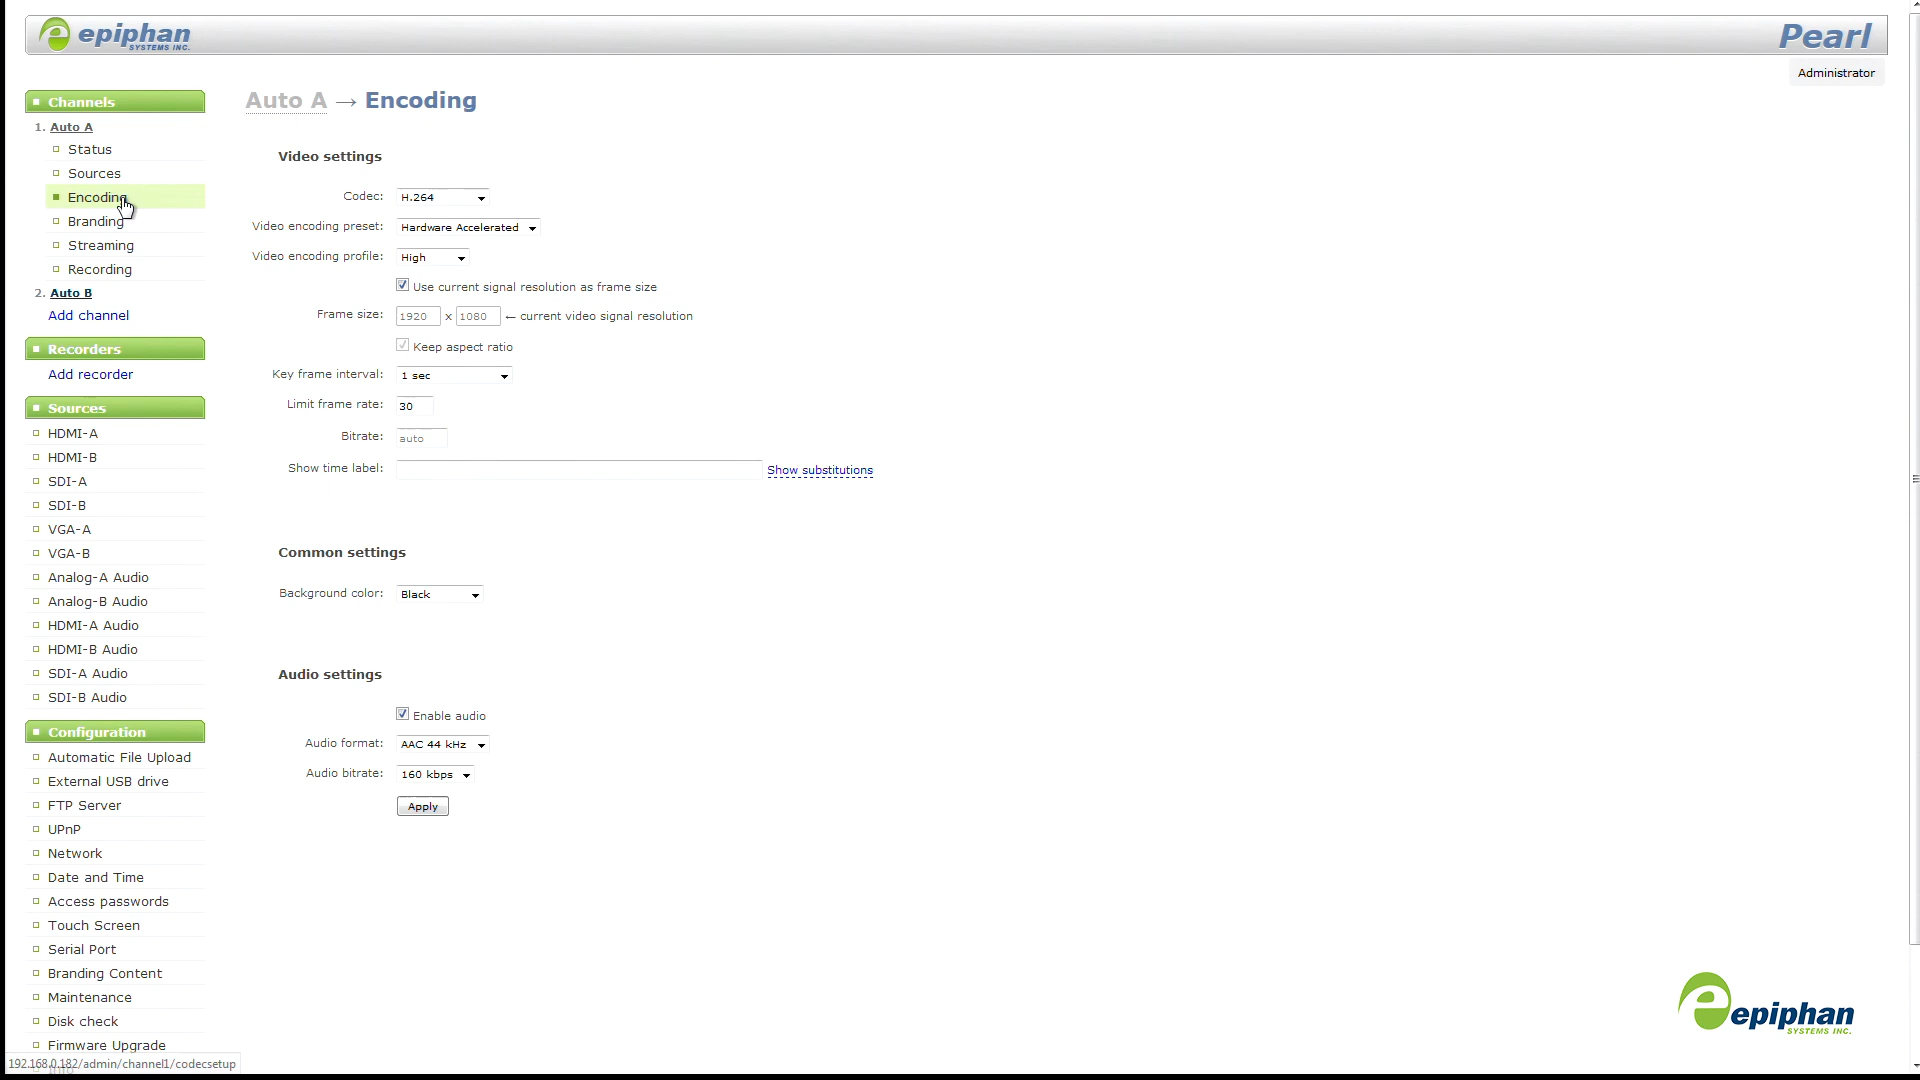 epiphan
SYSTEMS INC.
Pearl
Administrator
Channels
1. Auto A
Status
Sources
Encoding
Branding
Streaming
Recording
2. Auto B
Add channel
Recorders
Add recorder
Sources
HDMI-A
HDMI-B
SDI-A
SDI-B
VGA-A
VGA-B
Analog-A Audio
Analog-B Audio
HDMI-A Audio
HDMI-B Audio
SDI-A Audio
SDI-B Audio
Configuration
Automatic File Upload
External USB drive
FTP Server
UPnP
Network
Date and Time
Access passwords
Touch Screen
Serial Port
Branding Content
Maintenance
Disk check
Firmware Upgrade
192.168.0.182/admin/channel1/codecsetup
Auto A → Encoding
Video settings
Codec: H.264
Video encoding preset: Hardware Accelerated
Video encoding profile: High
Use current signal resolution as frame size
Frame size: 1920 x 1080 ← current video signal resolution
Keep aspect ratio
Key frame interval: 1 sec
Limit frame rate: 30
Bitrate: auto
Show time label: Show substitutions
Common settings
Background color: Black
Audio settings
Enable audio
Audio format: AAC 44 kHz
Audio bitrate: 160 kbps
Apply
epiphan
SYSTEMS INC.